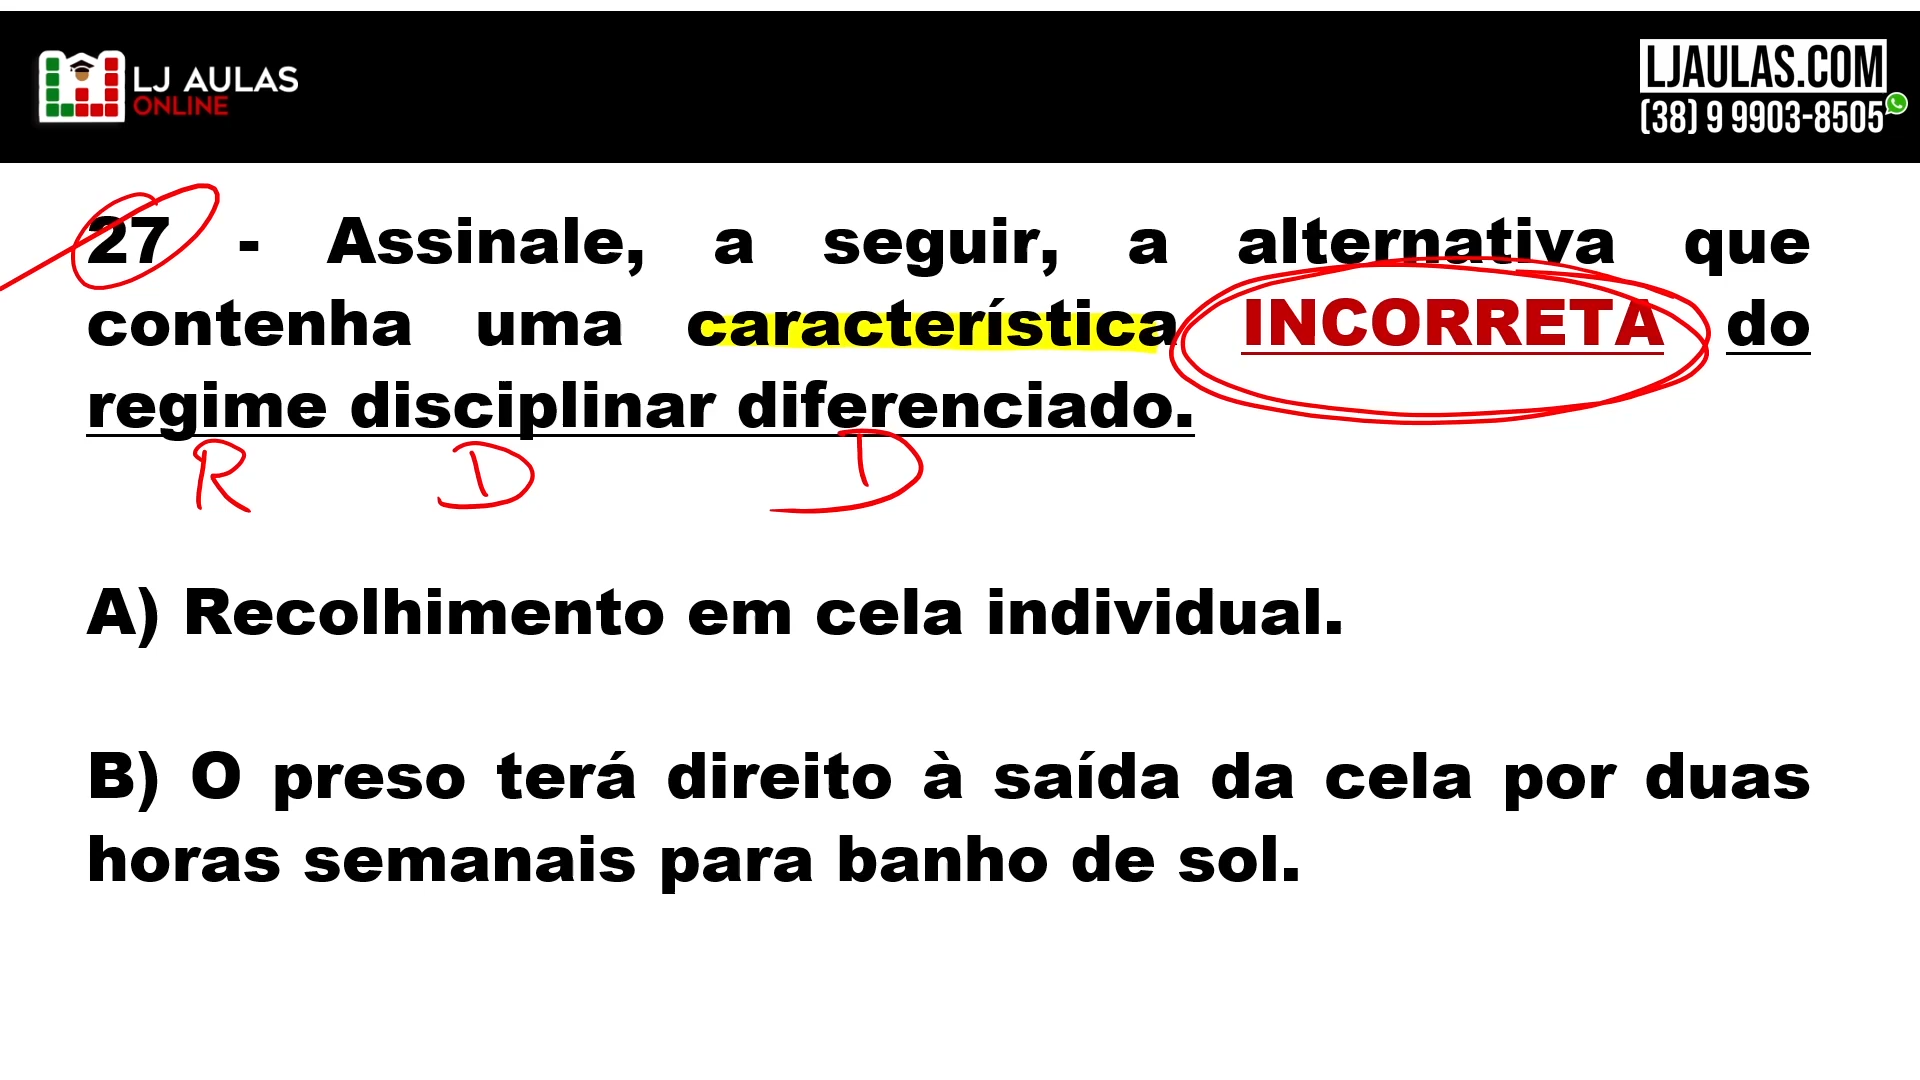 LJ AULAS
ONLINE
LJAULAS.COM
(38) 9 9903-8505
27 - Assinale, a seguir, a alternativa que
contenha uma característica INCORRETA do
regime disciplinar diferenciado.
R D D
A) Recolhimento em cela individual.
B) O preso terá direito à saída da cela por duas
horas semanais para banho de sol.